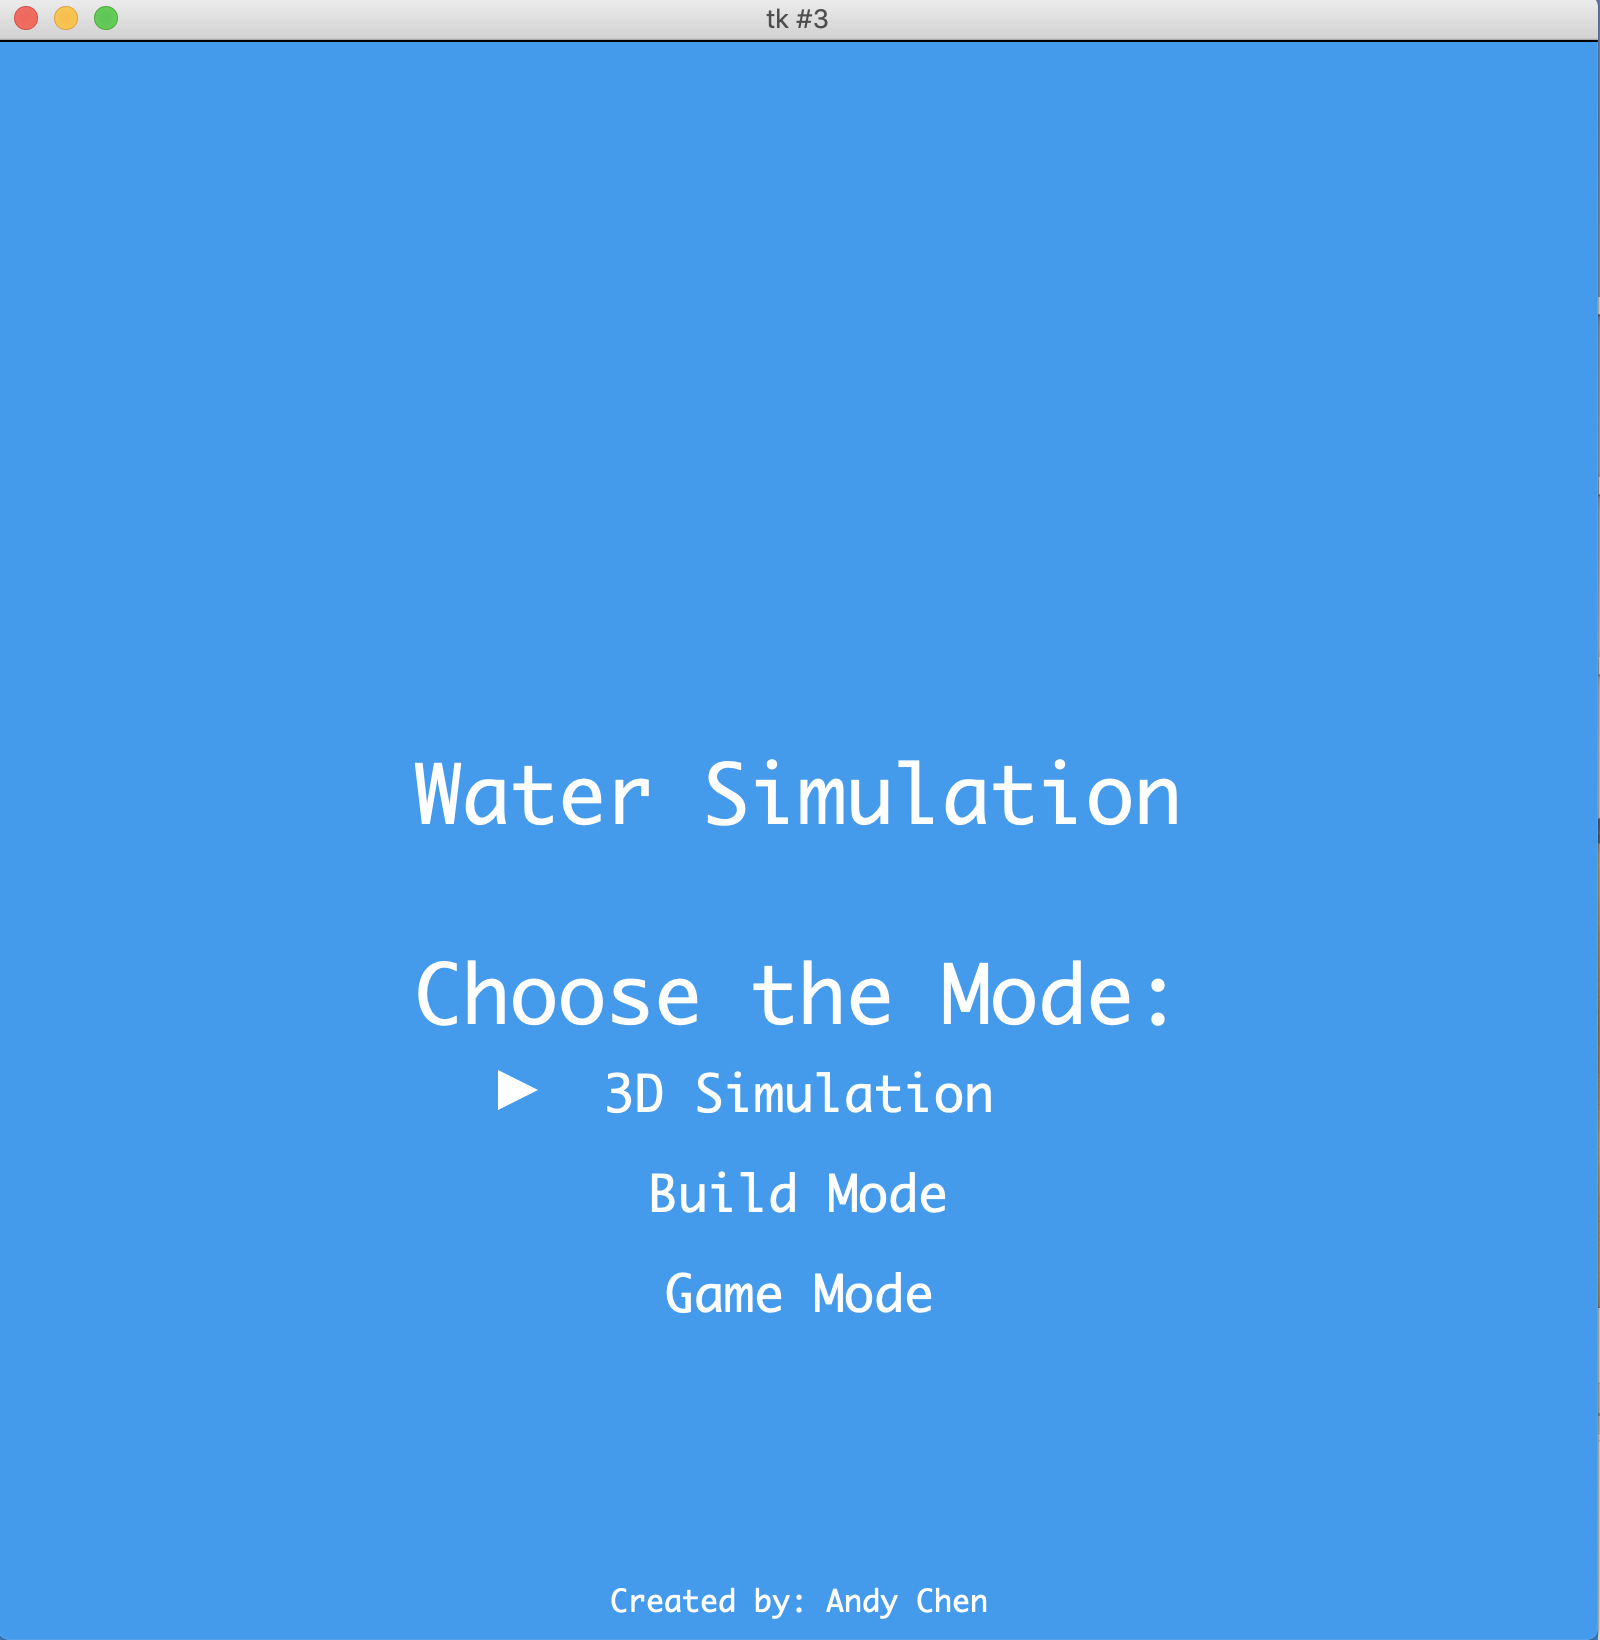 tk #3
Water Simulation
Choose the Mode:
3D Simulation
Build Mode
Game Mode
Created by: Andy Chen